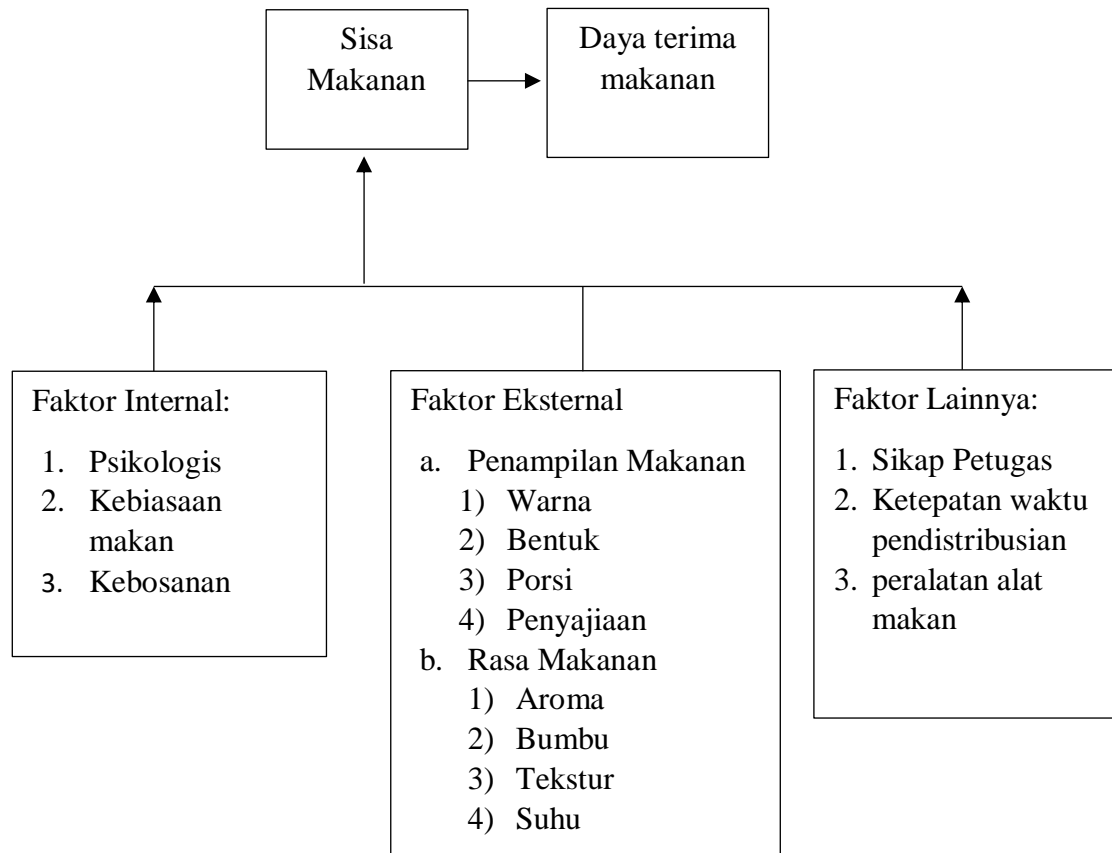 Sisa
Makanan
Daya terima
makanan
Faktor Internal:
1. Psikologis
2. Kebiasaan
makan
3. Kebosanan
Faktor Eksternal
a. Penampilan Makanan
1) Warna
2) Bentuk
3) Porsi
4) Penyajiaan
b. Rasa Makanan
1) Aroma
2) Bumbu
3) Tekstur
4) Suhu
Faktor Lainnya:
1. Sikap Petugas
2. Ketepatan waktu
pendistribusian
3. peralatan alat
makan